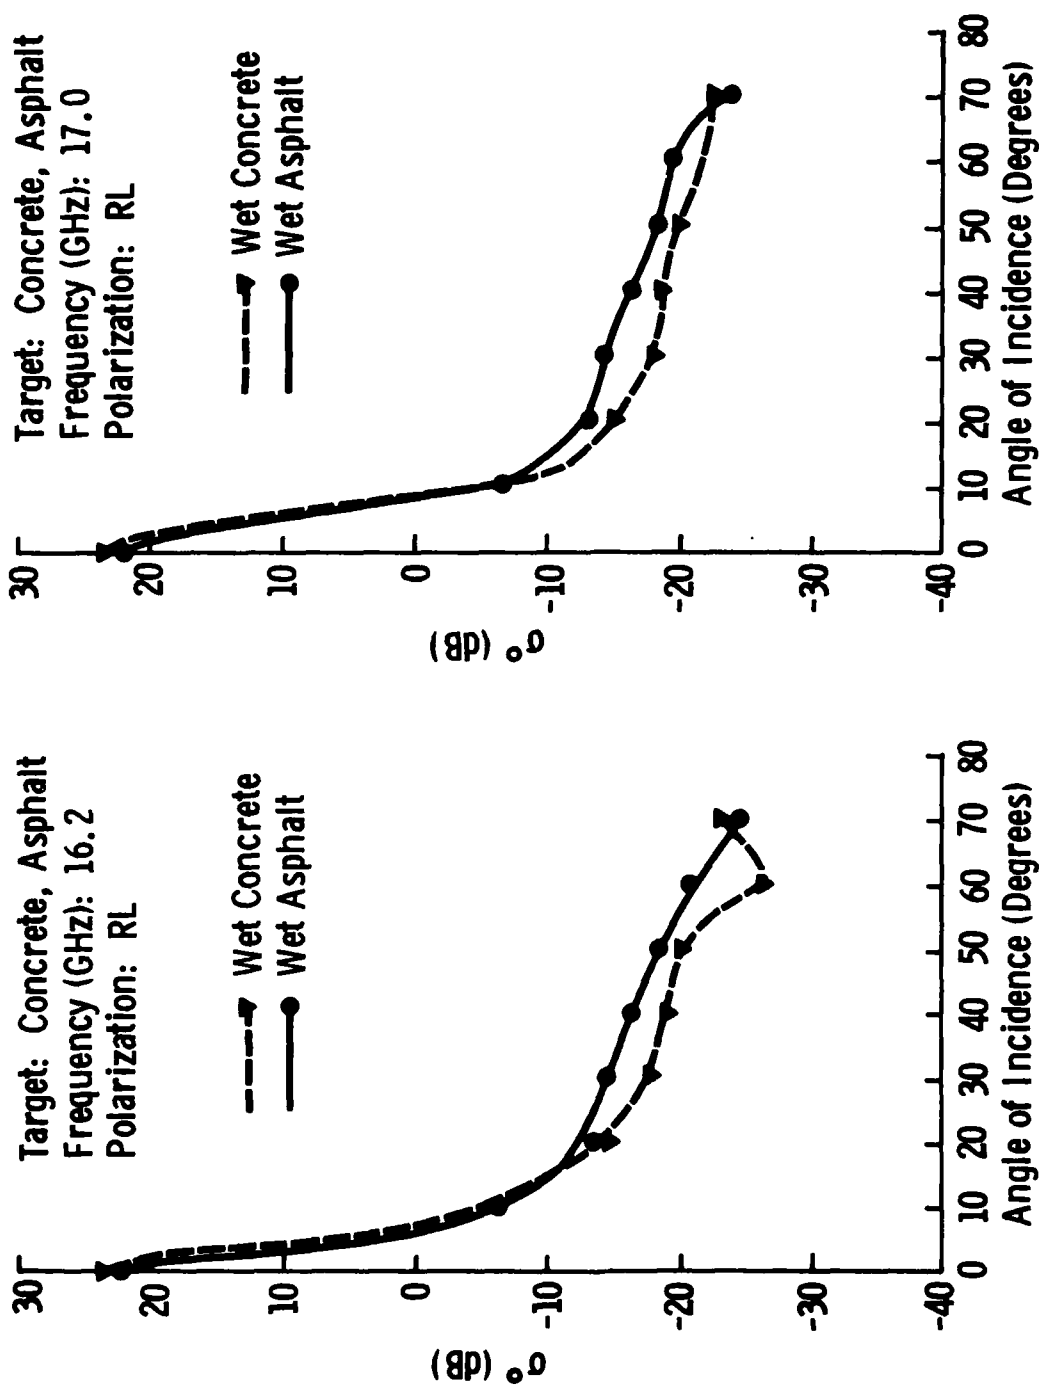 Target: Concrete, Asphalt
Frequency (GHz): 16.2
Polarization: RL
Wet Concrete
Wet Asphalt
30
20
10
0
-10
-20
-30
-40
σ° (dB)
0 10 20 30 40 50 60 70 80
Angle of Incidence (Degrees)
Target: Concrete, Asphalt
Frequency (GHz): 17.0
Polarization: RL
Wet Concrete
Wet Asphalt
30
20
10
0
-10
-20
-30
-40
σ° (dB)
0 10 20 30 40 50 60 70 80
Angle of Incidence (Degrees)